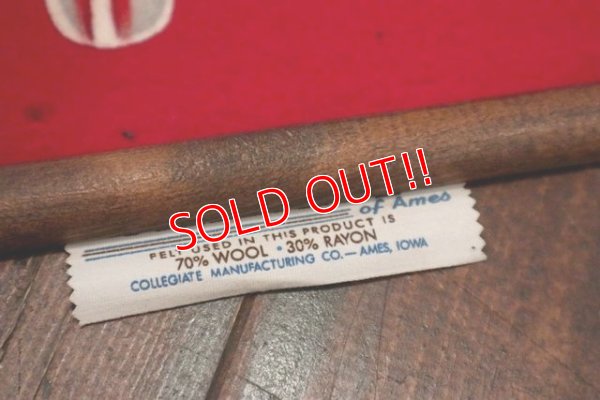 SOLD OUT!!
of Ames
FELT USED IN THIS PRODUCT IS
70% WOOL • 30% RAYON
COLLEGIATE MANUFACTURING CO.—AMES, IOWA